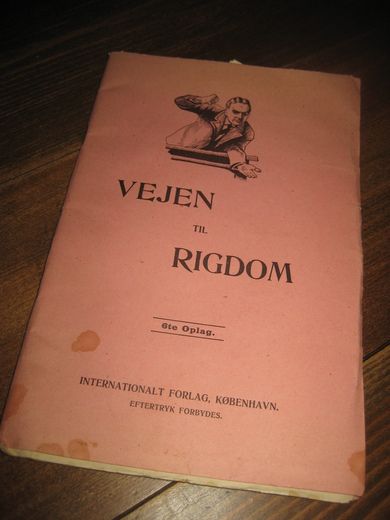 VEJEN
TIL
RIGDOM
6te Oplag.
INTERNATIONALT FORLAG, KØBENHAVN.
EFTERTRYK FORBYDES.